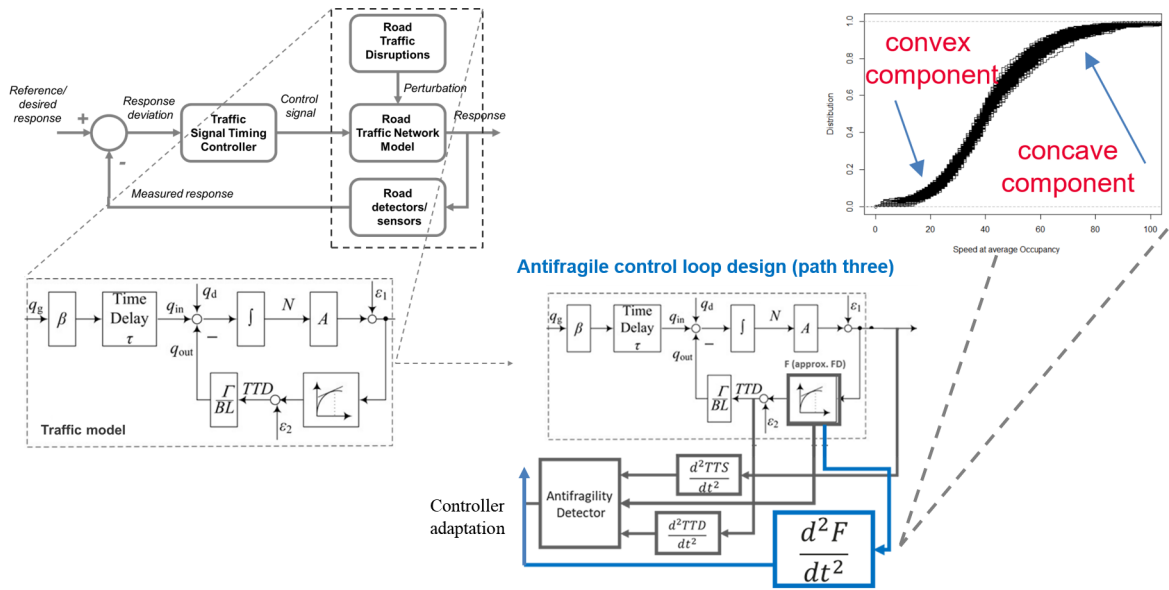 Road
Traffic
Disruptions
Reference/
desired
response
+
-
Response
deviation
Traffic
Signal Timing
Controller
Control
signal
Perturbation
Road
Traffic Network
Model
Response
Measured response
Road
detectors/
sensors
convex
component
concave
component
Distribution
0.0
0.2
0.4
0.6
0.8
1.0
0
20
40
60
80
100
Speed at average Occupancy
q_g
β
Time
Delay
τ
q_in
q_d
−
q_out
∫
N
A
ε_1
Γ
BL
TTD
ε_2
Traffic model
Antifragile control loop design (path three)
q_g
β
Time
Delay
τ
q_in
q_d
−
q_out
∫
N
A
ε_1
F (approx. FD)
Γ
BL
TTD
ε_2
Controller
adaptation
Antifragility
Detector
d²TTS
dt²
d²TTD
dt²
d²F
dt²